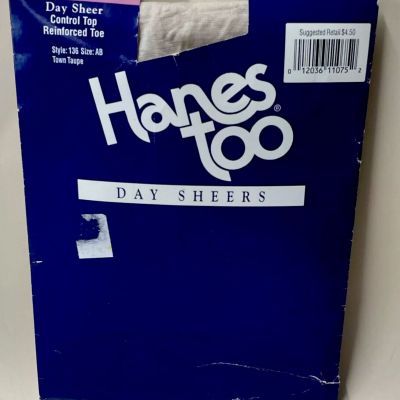 Day Sheer
Control Top
Reinforced Toe
Style: 136 Size: AB
Town Taupe
Suggested Retail $4.50
0 12036 11075 2
Hanes
too®
DAY SHEERS